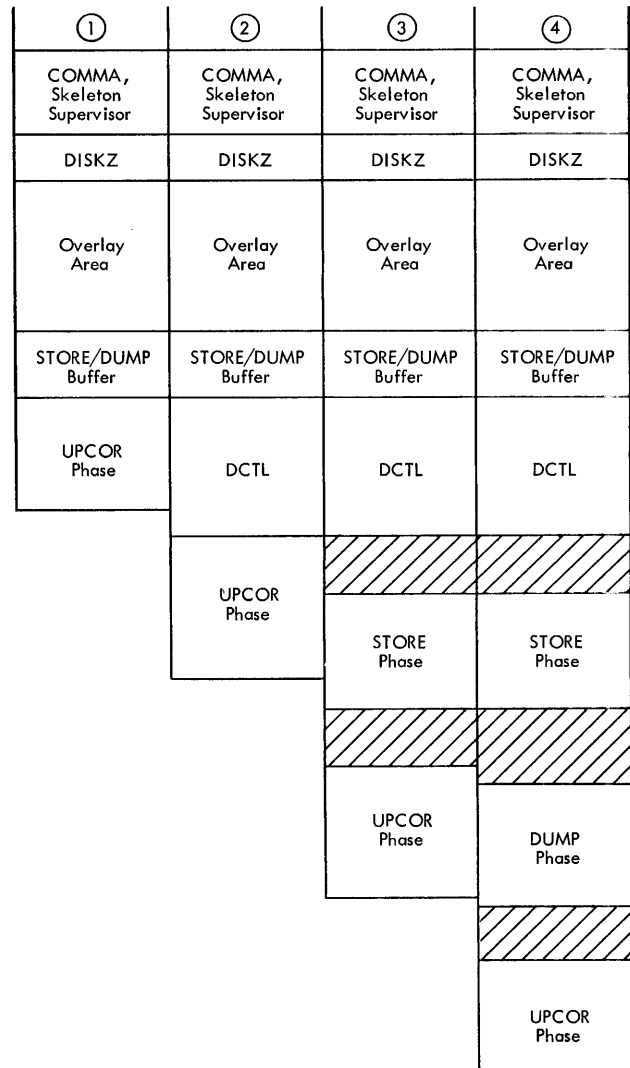 1 2 3 4
COMMA, COMMA, COMMA, COMMA,
Skeleton Skeleton Skeleton Skeleton
Supervisor Supervisor Supervisor Supervisor
DISKZ DISKZ DISKZ DISKZ
Overlay Overlay Overlay Overlay
Area Area Area Area
STORE/DUMP STORE/DUMP STORE/DUMP STORE/DUMP
Buffer Buffer Buffer Buffer
UPCOR
Phase
DCTL DCTL DCTL
UPCOR
Phase
STORE STORE
Phase Phase
UPCOR
Phase
DUMP
Phase
UPCOR
Phase